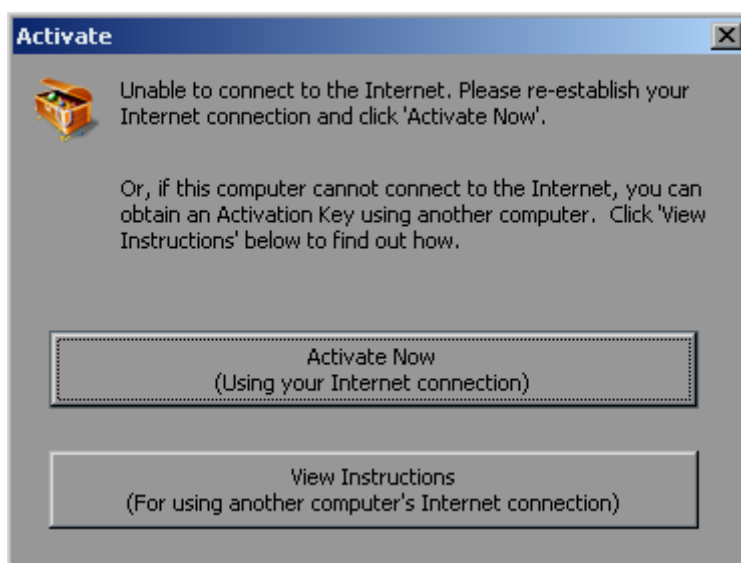 Activate
Unable to connect to the Internet. Please re-establish your
Internet connection and click 'Activate Now'.
Or, if this computer cannot connect to the Internet, you can
obtain an Activation Key using another computer.  Click 'View
Instructions' below to find out how.
Activate Now
(Using your Internet connection)
View Instructions
(For using another computer's Internet connection)